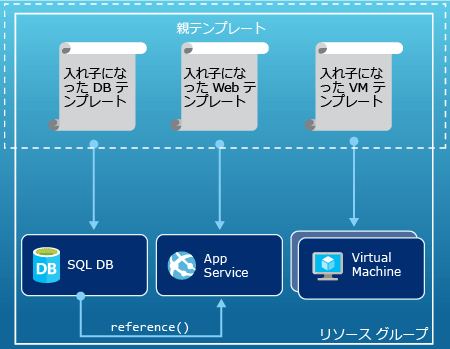 親テンプレート
入れ子にな
った DB テ
ンプレート
入れ子にな
った Web テ
ンプレート
入れ子にな
った VM テ
ンプレート
DB
SQL DB
App
Service
Virtual
Machine
reference()
リソース グループ